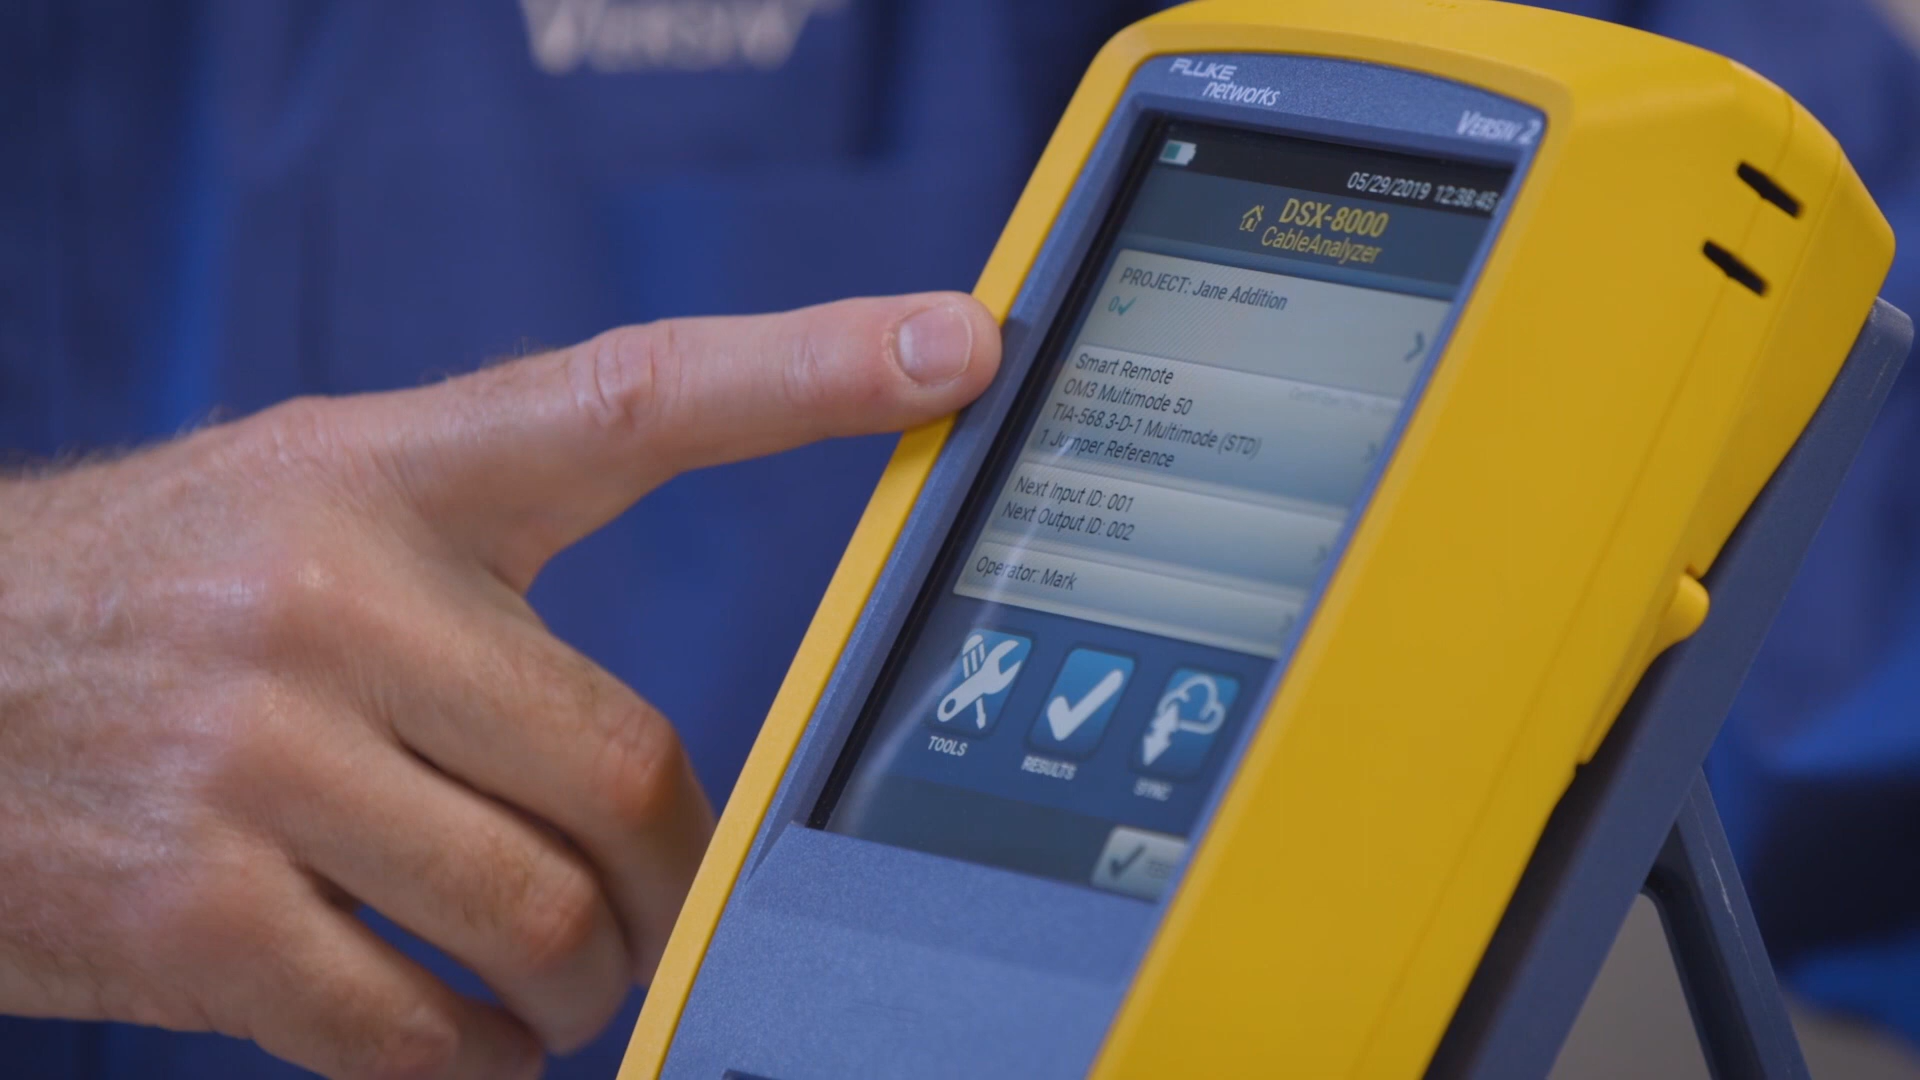 VERSIV
FLUKE
networks
VERSIV 2
05/29/2019 12:38:45
DSX-8000
CableAnalyzer
PROJECT: Jane Addition
0✓
Smart Remote
OM3 Multimode 50
TIA-568.3-D-1 Multimode (STD)
1 Jumper Reference
Next Input ID: 001
Next Output ID: 002
Operator: Mark
TOOLS
RESULTS
SYNC